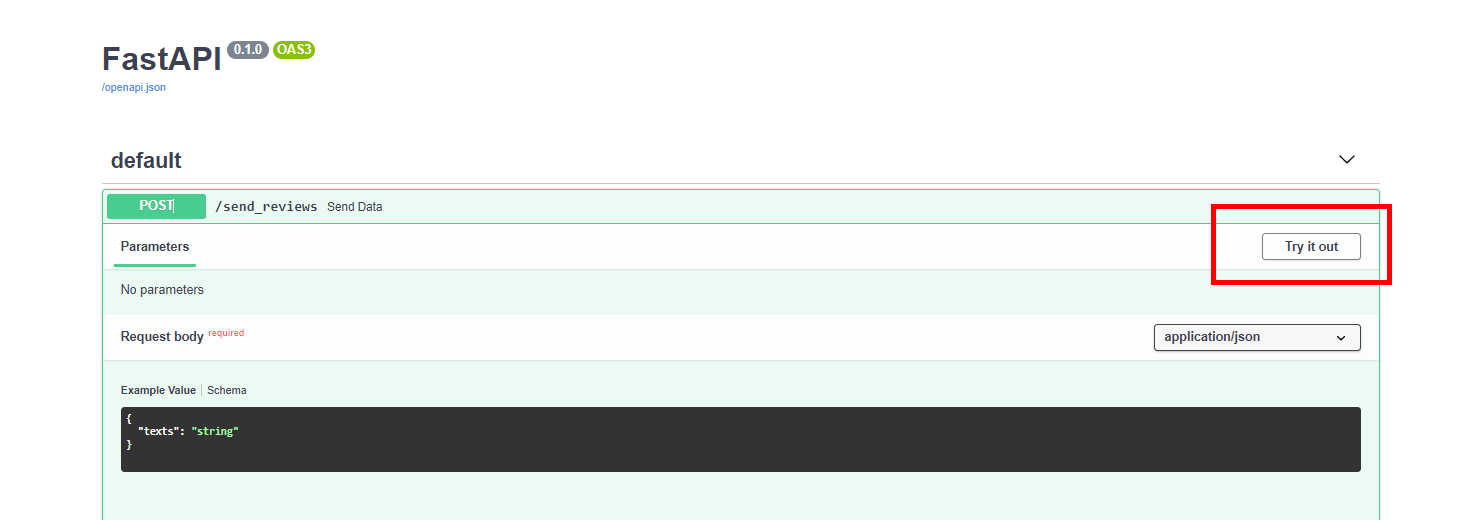 FastAPI 0.1.0 OAS3
/openapi.json
default
POST /send_reviews Send Data
Parameters Try it out
No parameters
Request body required application/json
Example Value Schema
{
"texts": "string"
}